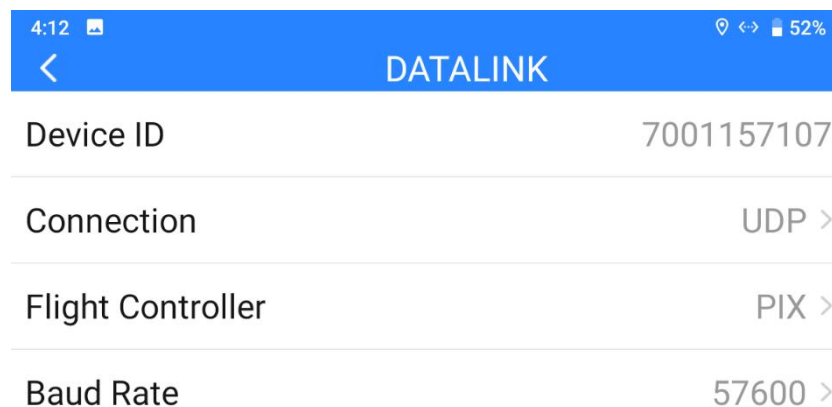 4:12 52%
DATALINK
Device ID 7001157107
Connection UDP
Flight Controller PIX
Baud Rate 57600